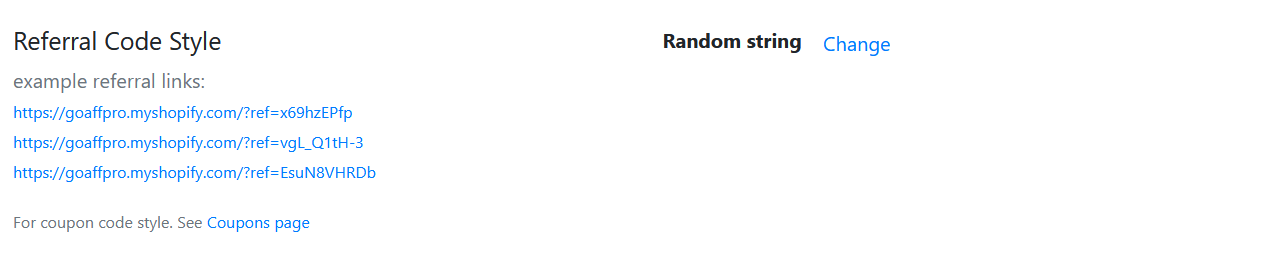 Referral Code Style
Random string Change
example referral links:
https://goaffpro.myshopify.com/?ref=x69hzEPfp
https://goaffpro.myshopify.com/?ref=vgL_Q1tH-3
https://goaffpro.myshopify.com/?ref=EsuN8VHRDb
For coupon code style. See Coupons page